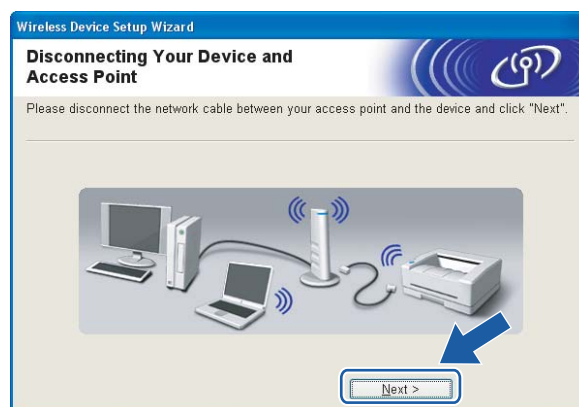 Wireless Device Setup Wizard
Disconnecting Your Device and
Access Point
Please disconnect the network cable between your access point and the device and click "Next".
Next >